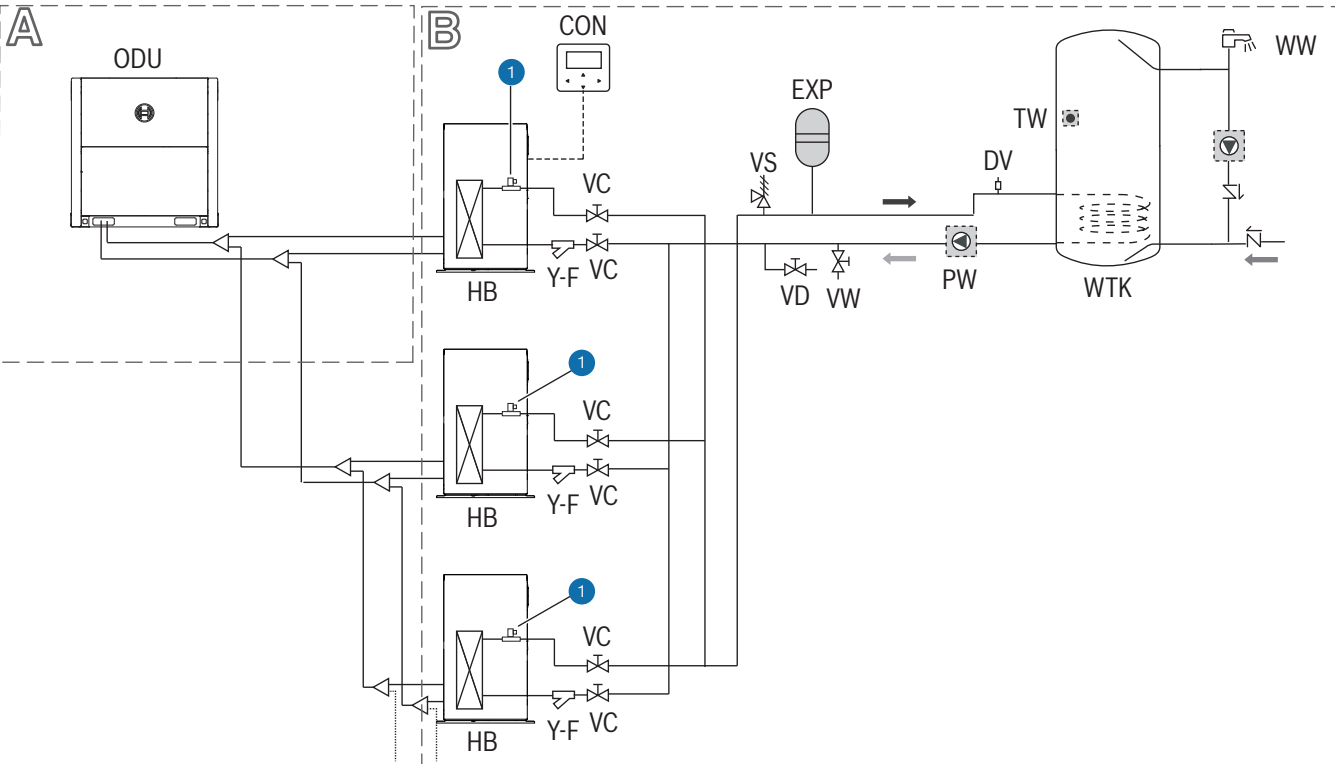 A
B
CON
ODU
1
WW
EXP
TW
DV
VS
VC
Y-F
VC
HB
VD
VW
PW
WTK
1
VC
Y-F
VC
HB
1
VC
Y-F
VC
HB